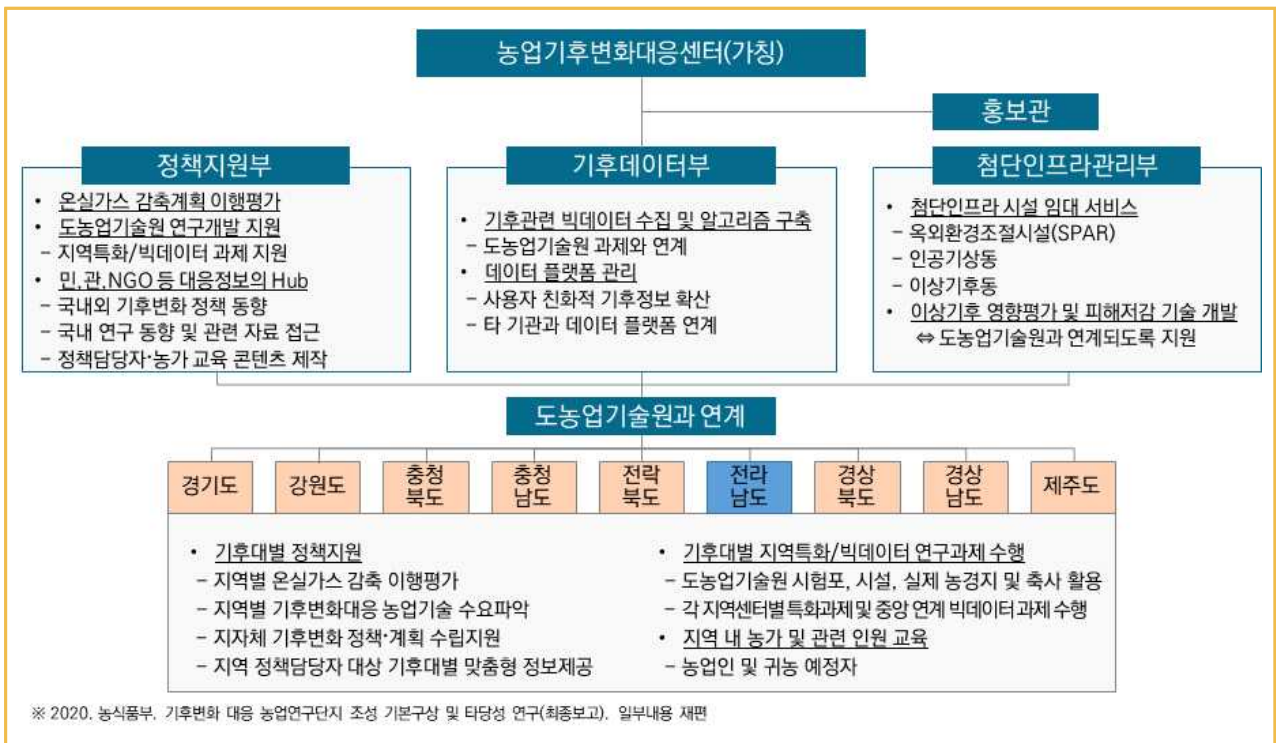 농업기후변화대응센터(가칭)
홍보관
정책지원부
• 온실가스 감축계획 이행평가
• 도농업기술원 연구개발 지원
– 지역특화/빅데이터 과제 지원
• 민,관,NGO 등 대응정보의 Hub
– 국내외 기후변화 정책 동향
– 국내 연구 동향 및 관련 자료 접근
– 정책담당자·농가 교육 콘텐츠 제작
기후데이터부
• 기후관련 빅데이터 수집 및 알고리즘 구축
– 도농업기술원 과제와 연계
• 데이터 플랫폼 관리
– 사용자 친화적 기후정보 확산
– 타 기관과 데이터 플랫폼 연계
첨단인프라관리부
• 첨단인프라 시설 임대 서비스
– 옥외환경조절시설(SPAR)
– 인공기상동
– 이상기후동
• 이상기후 영향평가 및 피해저감 기술 개발
⇔ 도농업기술원과 연계되도록 지원
도농업기술원과 연계
경기도
강원도
충청
북도
충청
남도
전락
북도
전라
남도
경상
북도
경상
남도
제주도
• 기후대별 정책지원
– 지역별 온실가스 감축 이행평가
– 지역별 기후변화대응 농업기술 수요파악
– 지자체 기후변화 정책·계획 수립지원
– 지역 정책담당자 대상 기후대별 맞춤형 정보제공
• 기후대별 지역특화/빅데이터 연구과제 수행
– 도농업기술원 시험포, 시설, 실제 농경지 및 축사 활용
– 각 지역센터별 특화과제 및 중앙 연계 빅데이터 과제 수행
• 지역 내 농가 및 관련 인원 교육
– 농업인 및 귀농 예정자
※ 2020. 농식품부. 기후변화 대응 농업연구단지 조성 기본구상 및 타당성 연구(최종보고). 일부내용 재편